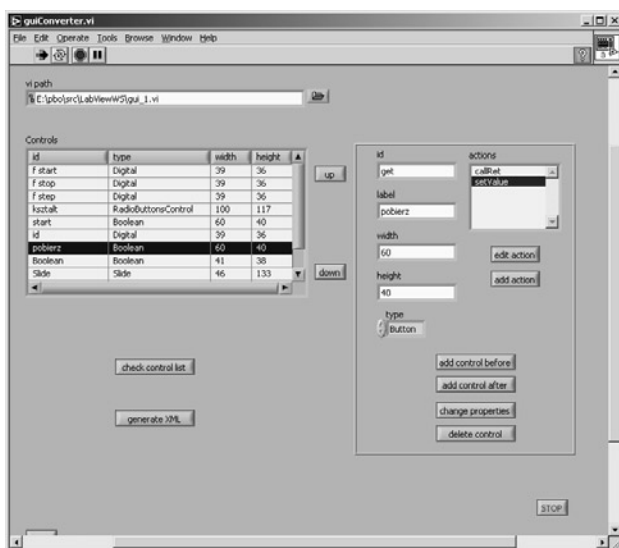 guiConverter.vi
File Edit Operate Tools Browse Window Help
vi path
E:\pbo\src\LabViewWS\gui_1.vi
Controls
id type width height
f start Digital 39 36
f stop Digital 39 36
f step Digital 39 36
ksztalt RadioButtonsControl 100 117
start Boolean 60 40
id Digital 39 36
pobierz Boolean 60 40
Boolean Boolean 41 38
Slide Slide 46 133
up
down
check control list
generate XML
id
get
label
pobierz
width
60
height
40
type
Button
actions
callRet
setValue
edit action
add action
add control before
add control after
change properties
delete control
STOP